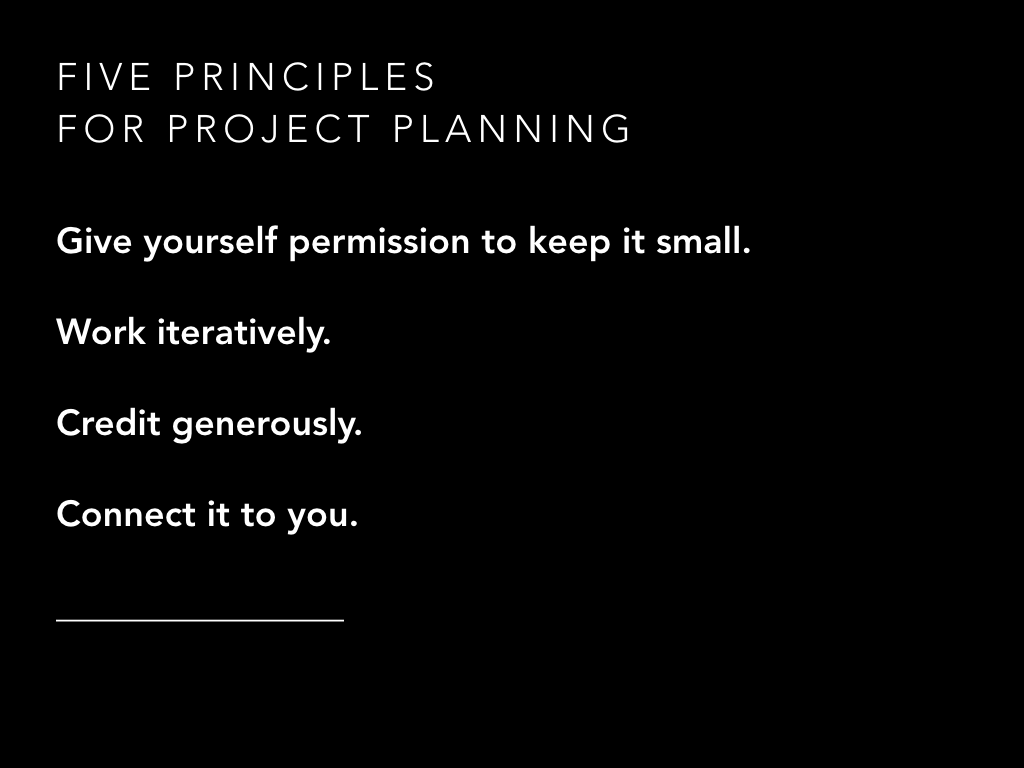 FIVE PRINCIPLES
FOR PROJECT PLANNING
Give yourself permission to keep it small.
Work iteratively.
Credit generously.
Connect it to you.